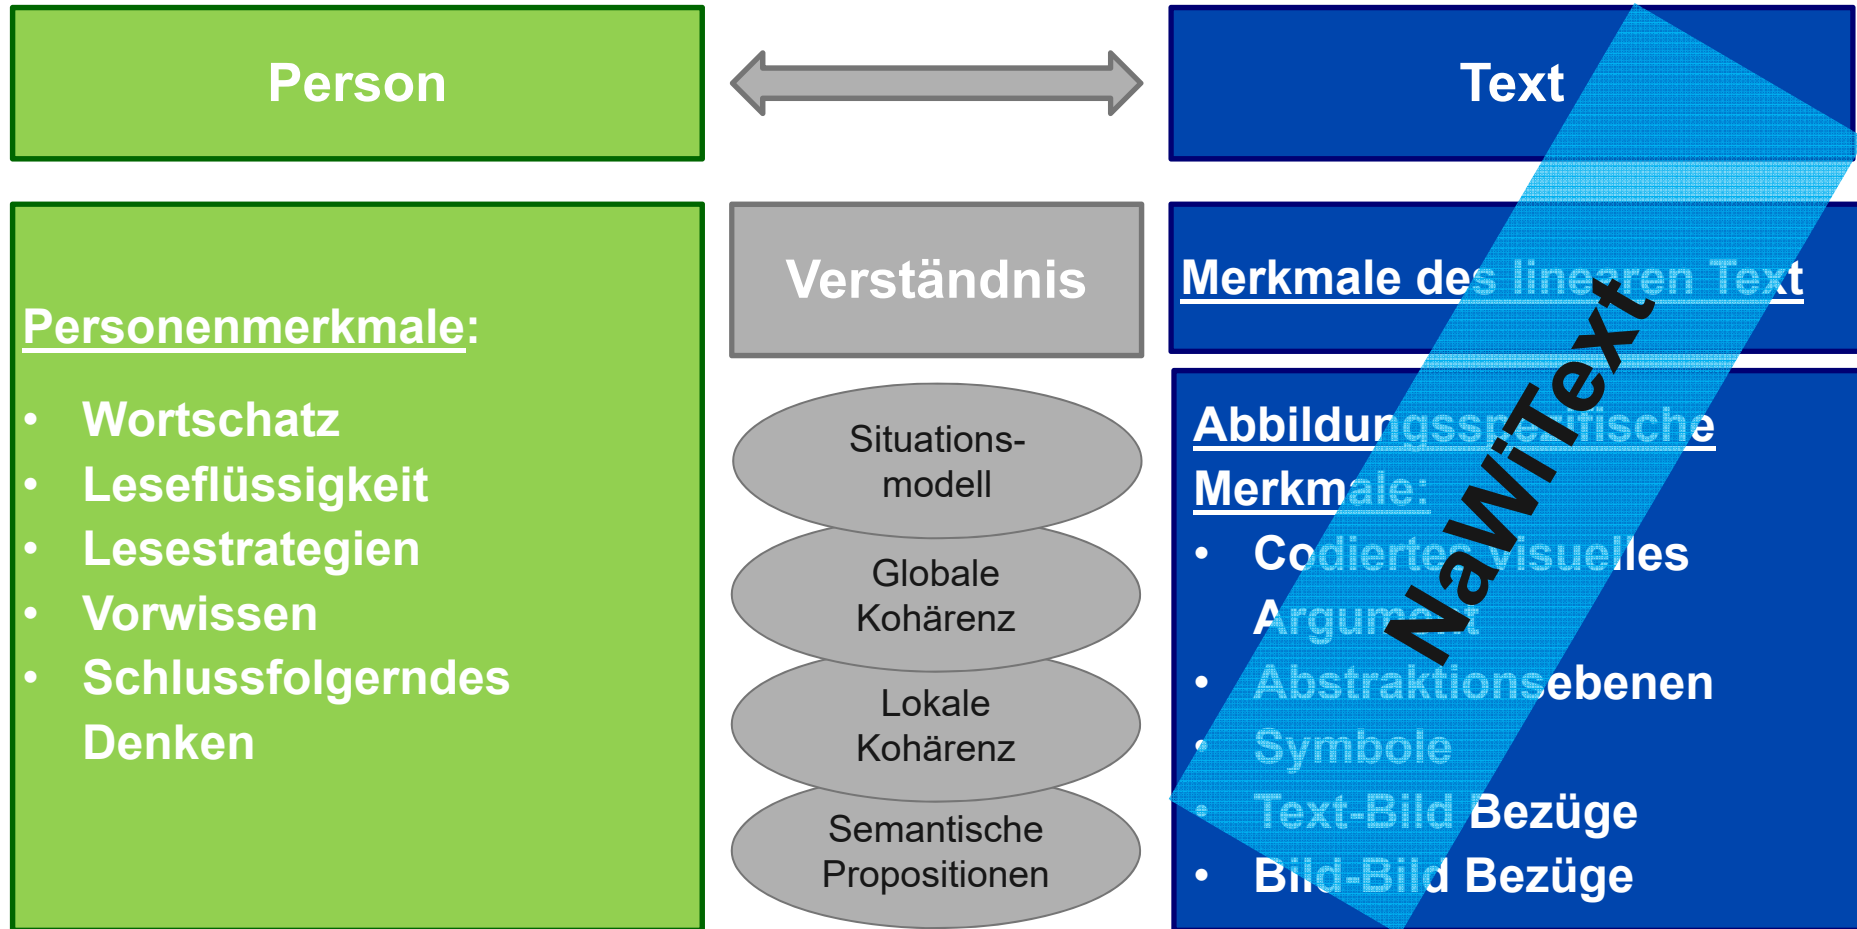 Person
Text
Personenmerkmale:
• Wortschatz
• Leseflüssigkeit
• Lesestrategien
• Vorwissen
• Schlussfolgerndes
Denken
Verständnis
Situations-
modell
Globale
Kohärenz
Lokale
Kohärenz
Semantische
Propositionen
Merkmale des linearen Text
Abbildungsspezifische
Merkmale:
• Codiertes visuelles
Argument
• Abstraktionsebenen
• Symbole
• Text-Bild Bezüge
• Bild-Bild Bezüge
NaWiText